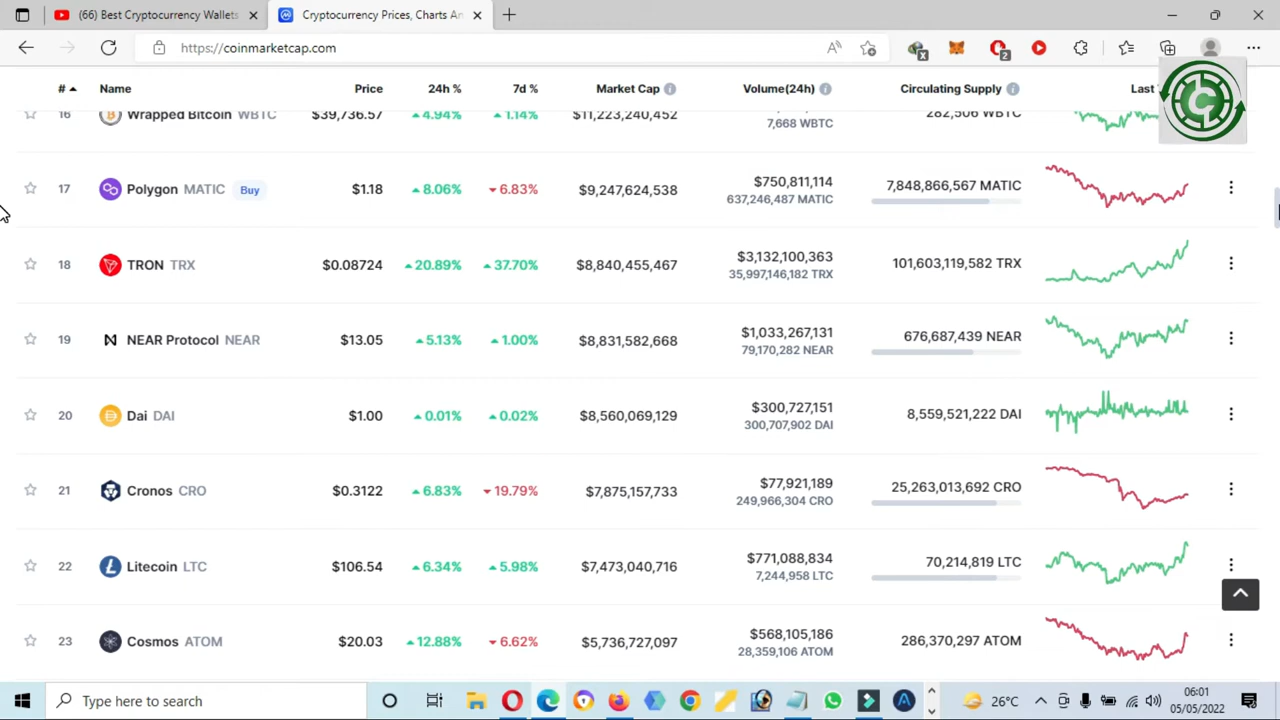 (66) Best Cryptocurrency Wallets
Cryptocurrency Prices, Charts An
https://coinmarketcap.com
# Name Price 24h % 7d % Market Cap Volume(24h) Circulating Supply Last
16 Wrapped Bitcoin WBTC $39,736.57 4.94% 1.14% $11,223,240,452 7,668 WBTC 282,506 WBTC
17 Polygon MATIC Buy $1.18 8.06% 6.83% $9,247,624,538 $750,811,114 7,848,866,567 MATIC
637,246,487 MATIC
18 TRON TRX $0.08724 20.89% 37.70% $8,840,455,467 $3,132,100,363 101,603,119,582 TRX
35,997,146,182 TRX
19 NEAR Protocol NEAR $13.05 5.13% 1.00% $8,831,582,668 $1,033,267,131 676,687,439 NEAR
79,170,282 NEAR
20 Dai DAI $1.00 0.01% 0.02% $8,560,069,129 $300,727,151 8,559,521,222 DAI
300,707,902 DAI
21 Cronos CRO $0.3122 6.83% 19.79% $7,875,157,733 $77,921,189 25,263,013,692 CRO
249,966,304 CRO
22 Litecoin LTC $106.54 6.34% 5.98% $7,473,040,716 $771,088,834 70,214,819 LTC
7,244,958 LTC
23 Cosmos ATOM $20.03 12.88% 6.62% $5,736,727,097 $568,105,186 286,370,297 ATOM
28,359,106 ATOM
Type here to search
26°C
06:01
05/05/2022